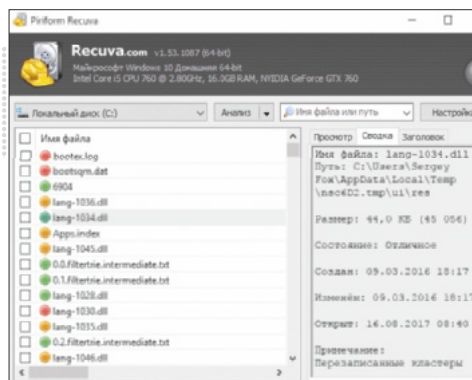 Piriform Recuva
Recuva.com v1.53.1087 (64-bit)
Майкрософт Windows 10 Домашняя 64-bit
Intel Core i5 CPU 760 @ 2.80GHz, 16.0GB RAM, NVIDIA GeForce GTX 760
Локальный диск (C:)
Анализ
Имя файла или путь
Настройк
Имя файла
bootex.log
bootsqm.dat
6904
lang-1036.dll
lang-1034.dll
Apps.index
lang-1045.dll
0.0.filtertrie.intermediate.txt
0.1.filtertrie.intermediate.txt
lang-1028.dll
lang-1030.dll
lang-1035.dll
0.2.filtertrie.intermediate.txt
lang-1046.dll
Просмотр Сводка Заголовок
Имя файла: lang-1034.dll
Путь: C:\Users\Sergey
Fox\AppData\Local\Temp
\nsc6D2.tmp\ui\res
Размер: 44,0 КБ (45 056)
Состояние: Отличное
Создан: 09.03.2016 18:17
Изменён: 09.03.2016 18:17
Открыт: 16.08.2017 08:40
Примечание:
Перезаписанные кластеры